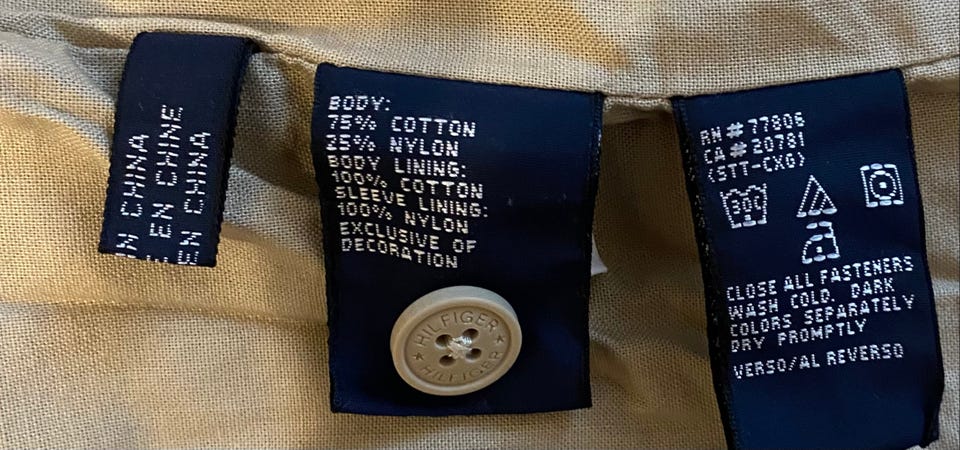 N CHINA
E EN CHINE
EN CHINA
BODY:
75% COTTON
25% NYLON
BODY LINING:
100% COTTON
SLEEVE LINING:
100% NYLON
EXCLUSIVE OF
DECORATION
HILFIGER
HILFIGER
RN # 77806
CA # 20781
(STT-CXG)
30C
CLOSE ALL FASTENERS
WASH COLD. DARK
COLORS SEPARATELY
DRY PROMPTLY
VERSO/AL REVERSO